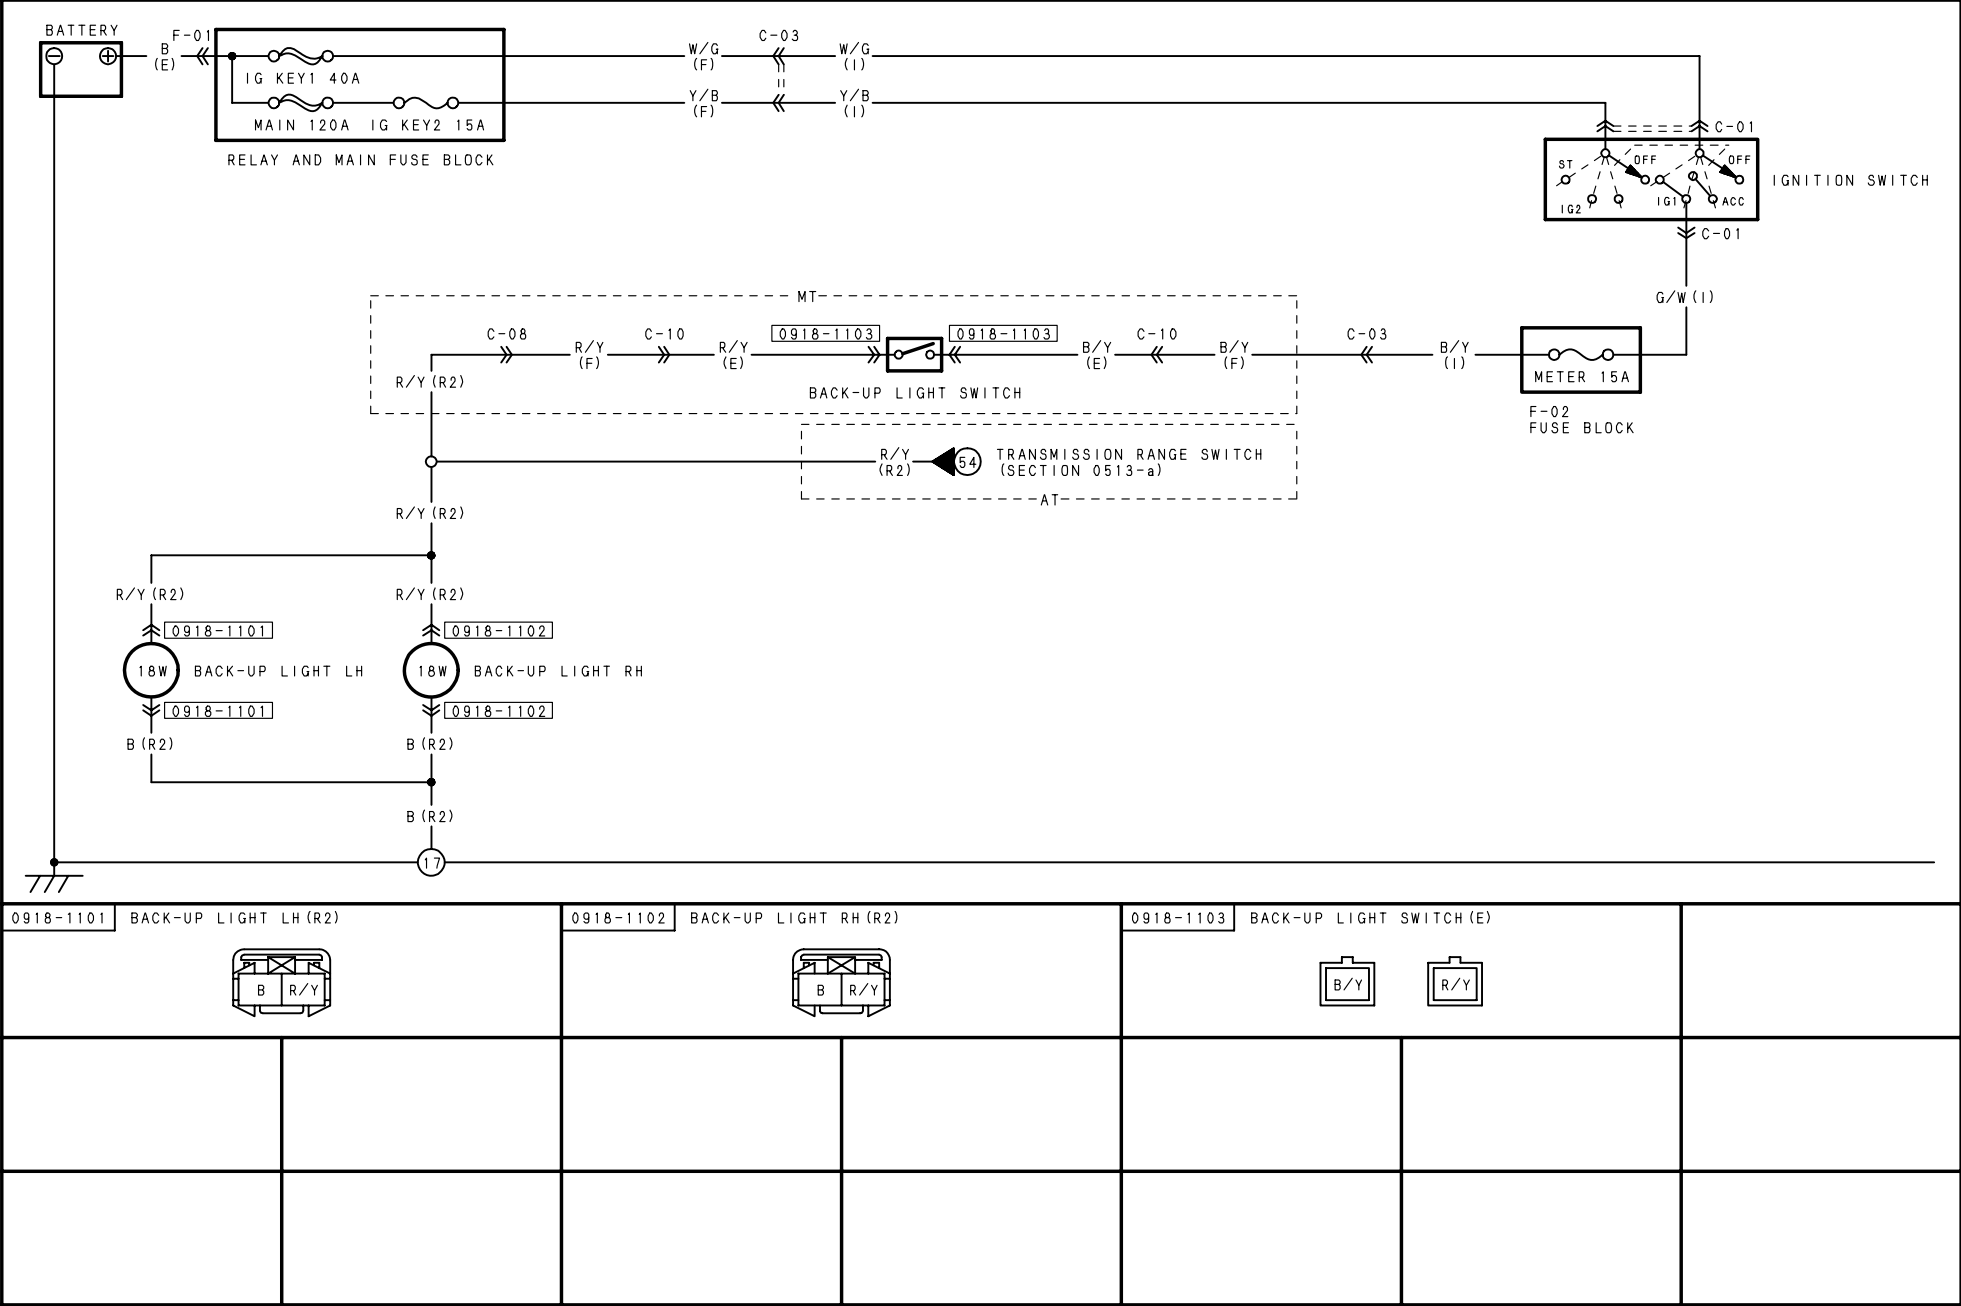 BATTERY
F-01
B
(E)
IG KEY1 40A
MAIN 120A IG KEY2 15A
RELAY AND MAIN FUSE BLOCK
W/G
(F)
C-03
W/G
(I)
Y/B
(F)
Y/B
(I)
C-01
ST
OFF
OFF
IG2
IG1
ACC
IGNITION SWITCH
C-01
G/W(I)
MT
C-08
R/Y
(F)
C-10
R/Y
(E)
0918-1103
0918-1103
C-10
B/Y
(E)
B/Y
(F)
C-03
B/Y
(I)
METER 15A
F-02
FUSE BLOCK
R/Y(R2)
BACK-UP LIGHT SWITCH
R/Y
(R2)
54
TRANSMISSION RANGE SWITCH
(SECTION 0513-a)
AT
R/Y(R2)
R/Y(R2)
R/Y(R2)
0918-1101
0918-1102
18W
BACK-UP LIGHT LH
18W
BACK-UP LIGHT RH
0918-1101
0918-1102
B(R2)
B(R2)
B(R2)
17
0918-1101
BACK-UP LIGHT LH(R2)
B
R/Y
0918-1102
BACK-UP LIGHT RH(R2)
B
R/Y
0918-1103
BACK-UP LIGHT SWITCH(E)
B/Y
R/Y